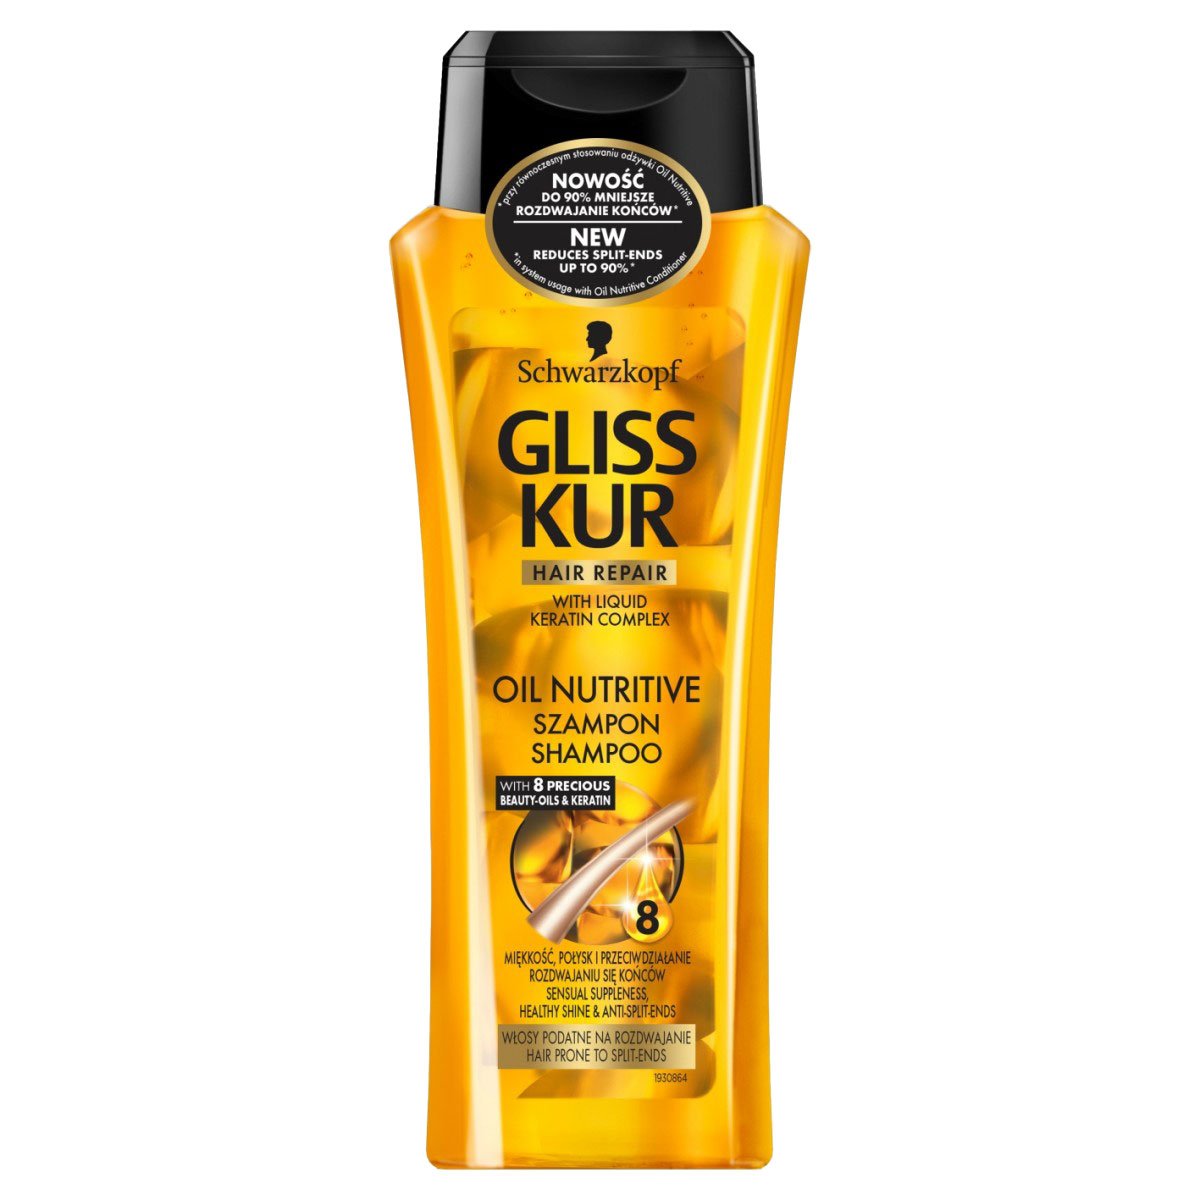 *przy równoczesnym stosowaniu odżywki Oil Nutritive
NOWOŚĆ
DO 90% MNIEJSZE
ROZDWAJANIE KOŃCÓW*
NEW
REDUCES SPLIT-ENDS
UP TO 90%*
*in system usage with Oil Nutritive Conditioner
Schwarzkopf
GLISS
KUR
HAIR REPAIR
WITH LIQUID
KERATIN COMPLEX
OIL NUTRITIVE
SZAMPON
SHAMPOO
WITH 8 PRECIOUS
BEAUTY-OILS & KERATIN
8
MIĘKKOŚĆ, POŁYSK I PRZECIWDZIAŁANIE
ROZDWAJANIU SIĘ KOŃCÓW
SENSUAL SUPPLENESS,
HEALTHY SHINE & ANTI-SPLIT-ENDS
WŁOSY PODATNE NA ROZDWAJANIE
HAIR PRONE TO SPLIT-ENDS
1930864